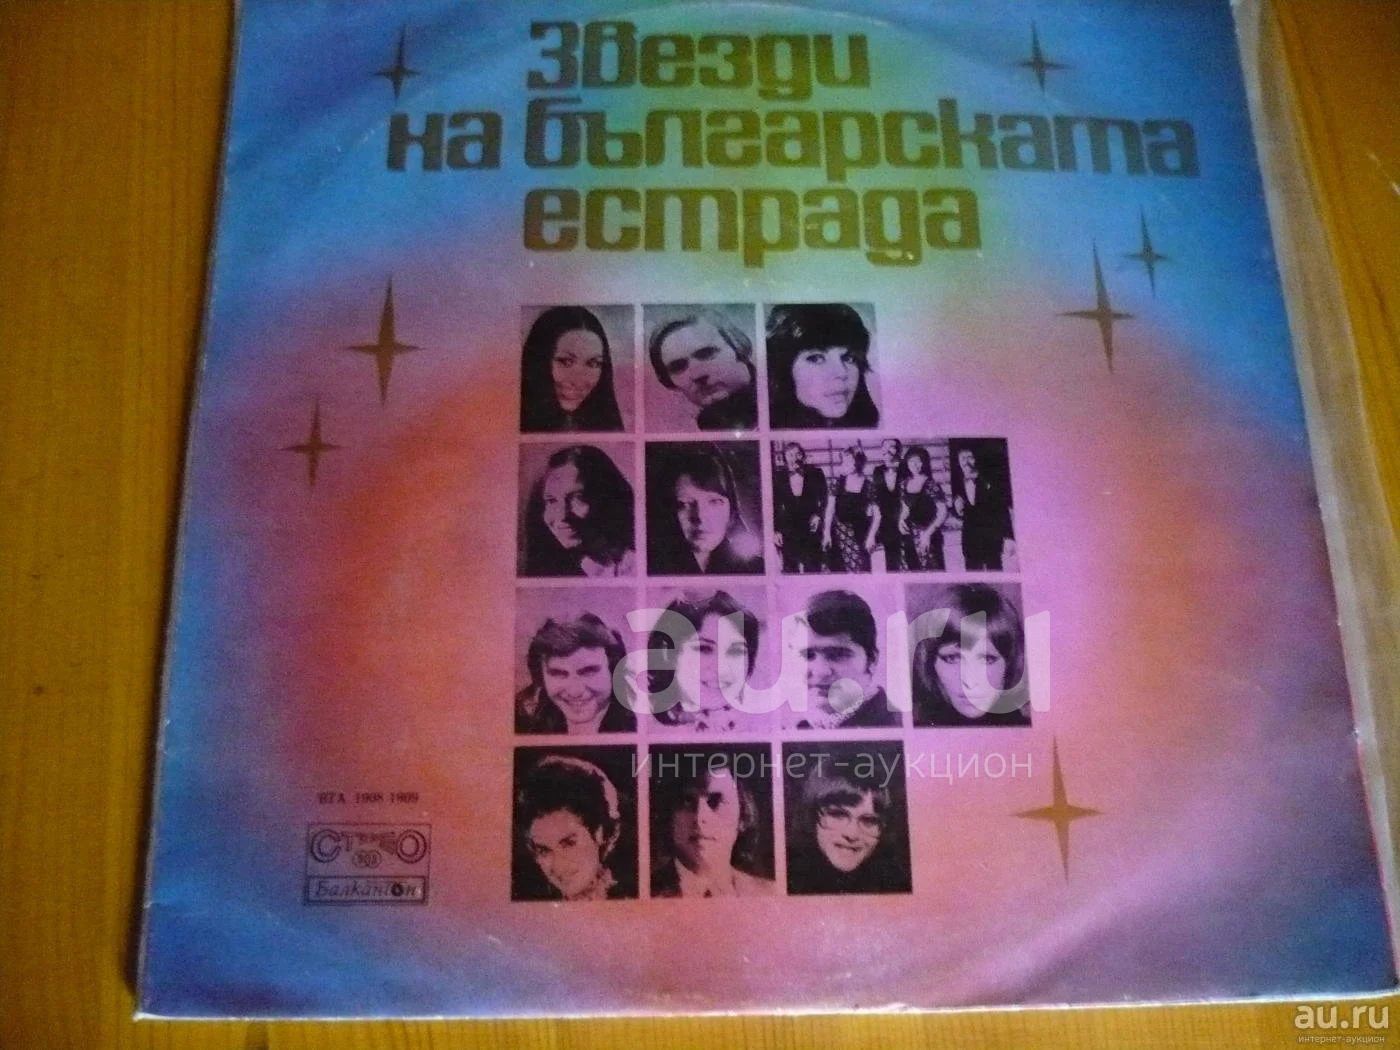 Звезди
на българската
естрада
ВТА 1908-1909
СТЕРЕО
Балкантон
au.ru
интернет-аукцион
au.ru
интернет-аукцион